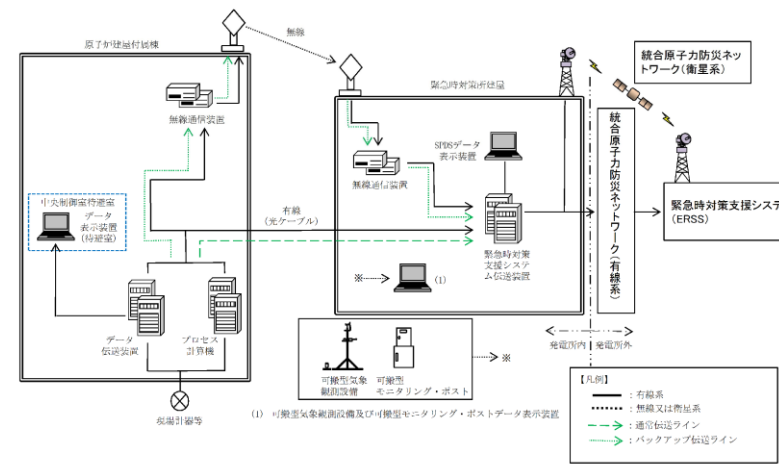 原子炉建屋付属棟
無線
無線通信装置
中央制御室待避室
データ
表示装置
(待避室)
データ
伝送装置
プロセス
計算機
現場計器等
有線
(光ケーブル)
緊急時対策所建屋
無線通信装置
SPDSデータ
表示装置
緊急時対策
支援システ
ム伝送装置
※
(1)
可搬型気象
観測設備
可搬型
モニタリング・ポスト
※
(1) 可搬型気象観測設備及び可搬型モニタリング・ポストデータ表示装置
統合原子力防災ネッ
トワーク(衛星系)
統合原子力防災ネットワーク(有線系)
緊急時対策支援システ
(ERSS)
発電所内
発電所外
【凡例】
:有線系
:無線又は衛星系
:通常伝送ライン
:バックアップ伝送ライン